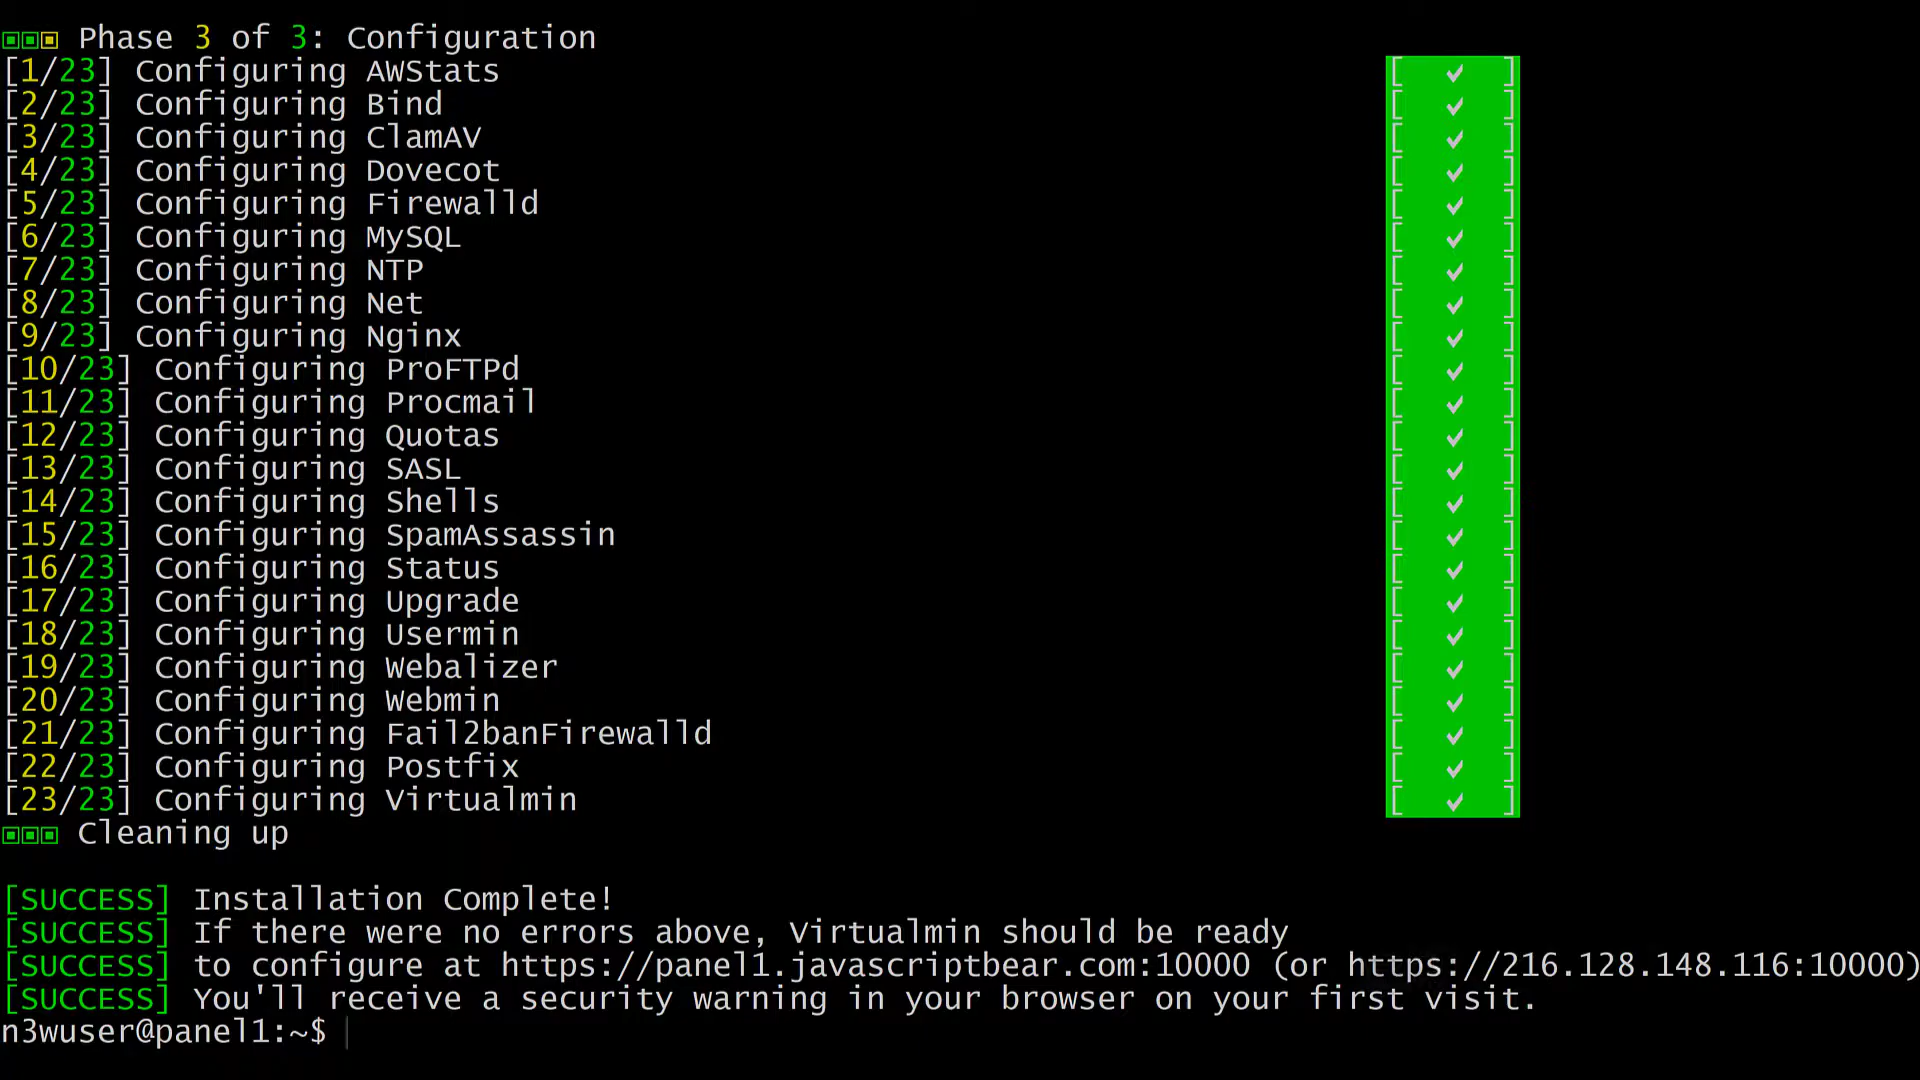 Phase 3 of 3: Configuration
[1/23] Configuring AWStats [ ✓ ]
[2/23] Configuring Bind [ ✓ ]
[3/23] Configuring ClamAV [ ✓ ]
[4/23] Configuring Dovecot [ ✓ ]
[5/23] Configuring Firewalld [ ✓ ]
[6/23] Configuring MySQL [ ✓ ]
[7/23] Configuring NTP [ ✓ ]
[8/23] Configuring Net [ ✓ ]
[9/23] Configuring Nginx [ ✓ ]
[10/23] Configuring ProFTPd [ ✓ ]
[11/23] Configuring Procmail [ ✓ ]
[12/23] Configuring Quotas [ ✓ ]
[13/23] Configuring SASL [ ✓ ]
[14/23] Configuring Shells [ ✓ ]
[15/23] Configuring SpamAssassin [ ✓ ]
[16/23] Configuring Status [ ✓ ]
[17/23] Configuring Upgrade [ ✓ ]
[18/23] Configuring Usermin [ ✓ ]
[19/23] Configuring Webalizer [ ✓ ]
[20/23] Configuring Webmin [ ✓ ]
[21/23] Configuring Fail2banFirewalld [ ✓ ]
[22/23] Configuring Postfix [ ✓ ]
[23/23] Configuring Virtualmin [ ✓ ]
Cleaning up
[SUCCESS] Installation Complete!
[SUCCESS] If there were no errors above, Virtualmin should be ready
[SUCCESS] to configure at https://panel1.javascriptbear.com:10000 (or https://216.128.148.116:10000)
[SUCCESS] You'll receive a security warning in your browser on your first visit.
n3wuser@panel1:~$